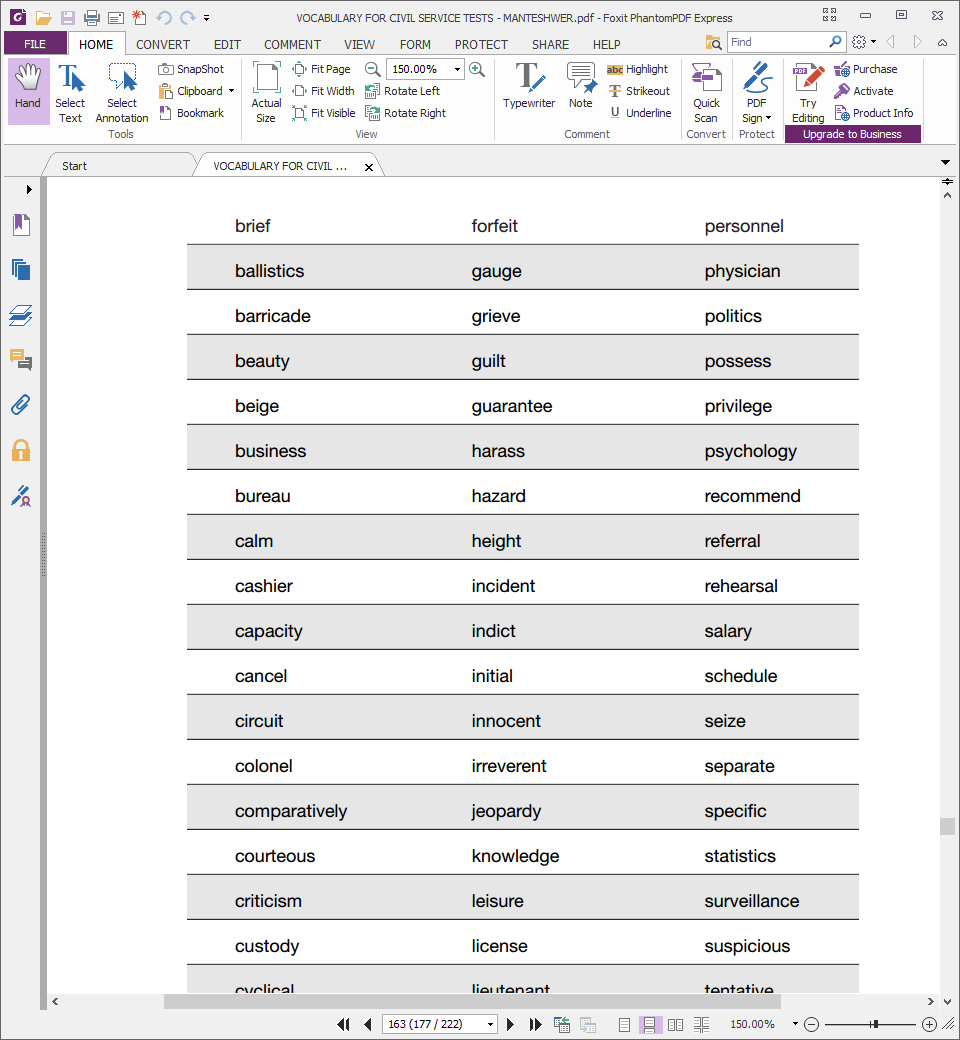 VOCABULARY FOR CIVIL SERVICE TESTS - MANTESHWER.pdf - Foxit PhantomPDF Express
FILE HOME CONVERT EDIT COMMENT VIEW FORM PROTECT SHARE HELP Find
Hand
Select Text
Select Annotation
SnapShot
Clipboard
Bookmark
Tools
Actual Size
Fit Page
Fit Width
Fit Visible
150.00%
Rotate Left
Rotate Right
View
Typewriter
Note
abc Highlight
Strikeout
Underline
Comment
Quick Scan
Convert
PDF Sign
Protect
PDF
Try Editing
Purchase
Activate
Product Info
Upgrade to Business
Start VOCABULARY FOR CIVIL ...
brief forfeit personnel
ballistics gauge physician
barricade grieve politics
beauty guilt possess
beige guarantee privilege
business harass psychology
bureau hazard recommend
calm height referral
cashier incident rehearsal
capacity indict salary
cancel initial schedule
circuit innocent seize
colonel irreverent separate
comparatively jeopardy specific
courteous knowledge statistics
criticism leisure surveillance
custody license suspicious
cyclical lieutenant tentative
163 (177 / 222) 150.00%